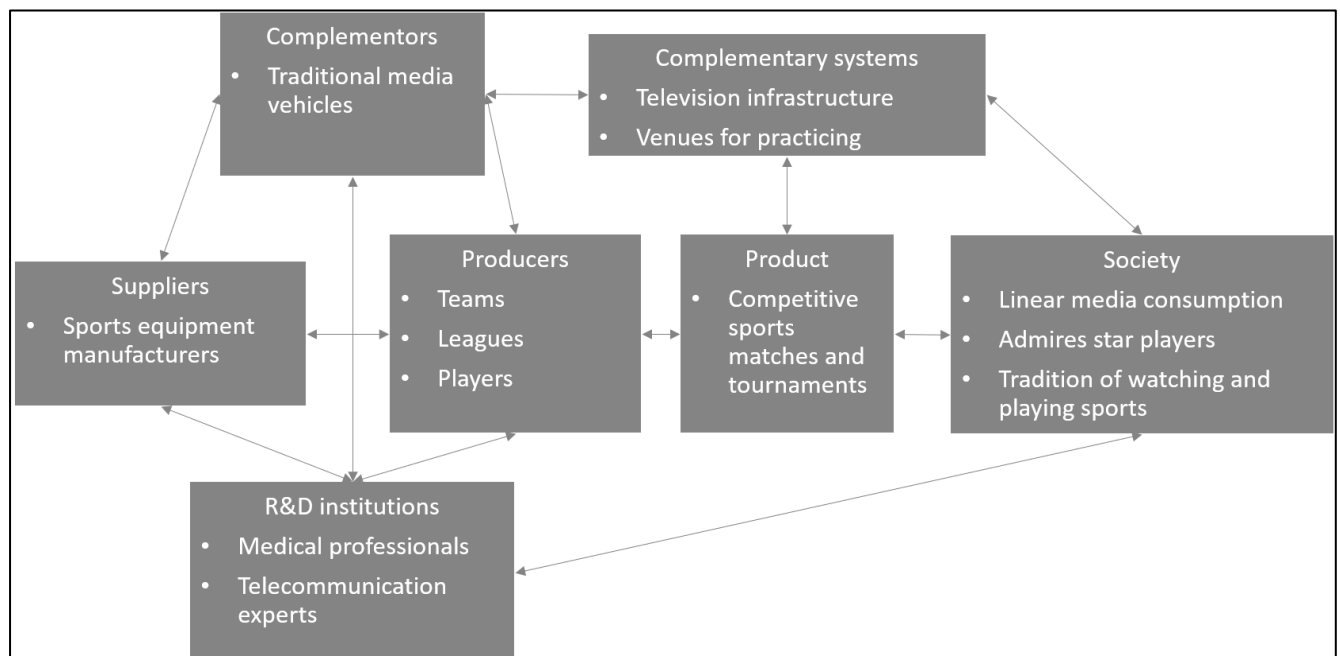 Complementors
• Traditional media
vehicles
Complementary systems
• Television infrastructure
• Venues for practicing
Suppliers
• Sports equipment
manufacturers
Producers
• Teams
• Leagues
• Players
Product
• Competitive
sports
matches and
tournaments
Society
• Linear media consumption
• Admires star players
• Tradition of watching and
playing sports
R&D institutions
• Medical professionals
• Telecommunication
experts